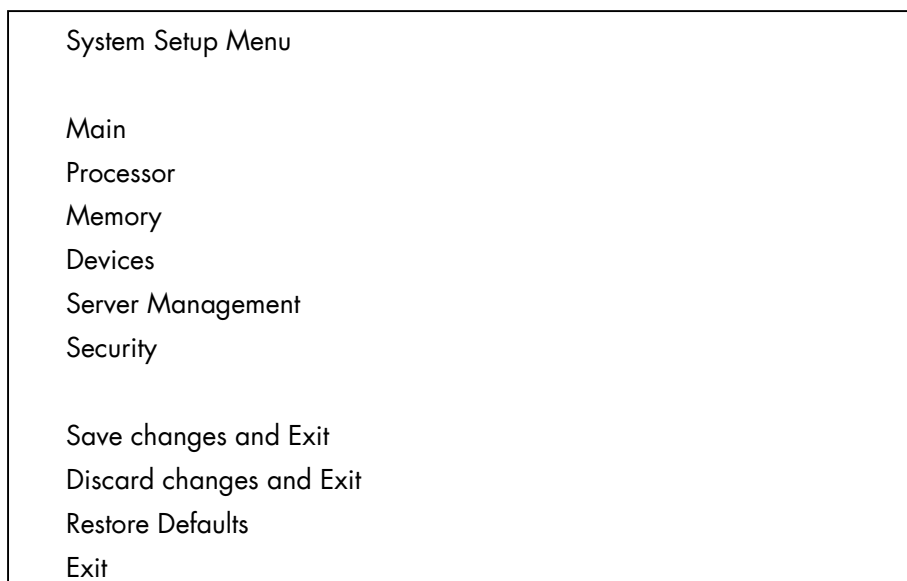 System Setup Menu
Main
Processor
Memory
Devices
Server Management
Security
Save changes and Exit
Discard changes and Exit
Restore Defaults
Exit